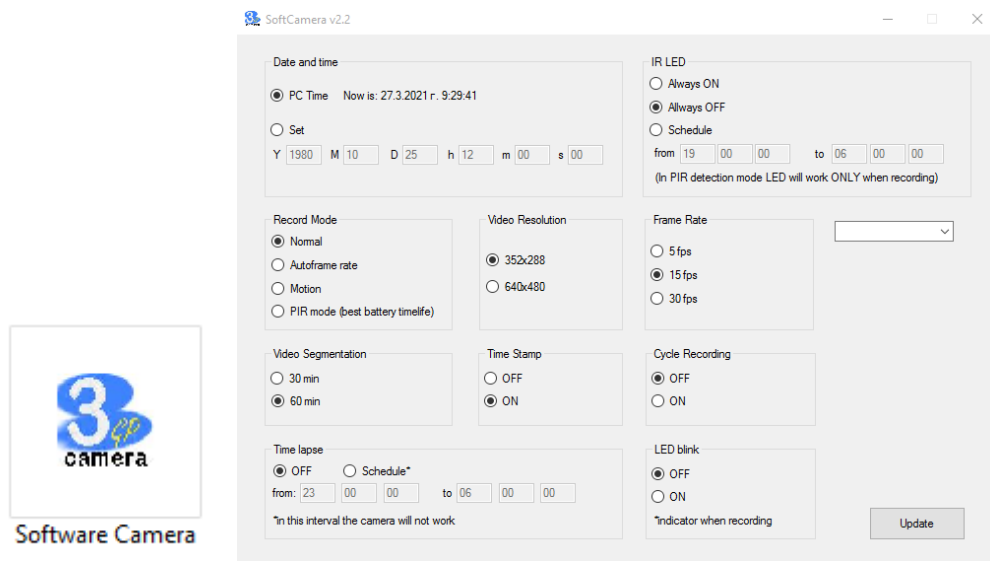 SoftCamera v2.2
Date and time
PC Time Now is: 27.3.2021 г. 9:29:41
Set
Y 1980 M 10 D 25 h 12 m 00 s 00
IR LED
Always ON
Allways OFF
Schedule
from 19 00 00 to 06 00 00
(In PIR detection mode LED will work ONLY when recording)
Record Mode
Normal
Autoframe rate
Motion
PIR mode (best battery timelife)
Video Resolution
352x288
640x480
Frame Rate
5 fps
15 fps
30 fps
Video Segmentation
30 min
60 min
Time Stamp
OFF
ON
Cycle Recording
OFF
ON
Time lapse
OFF Schedule*
from: 23 00 00 to 06 00 00
*In this interval the camera will not work
LED blink
OFF
ON
*Indicator when recording
Update
3GP
camera
Software Camera